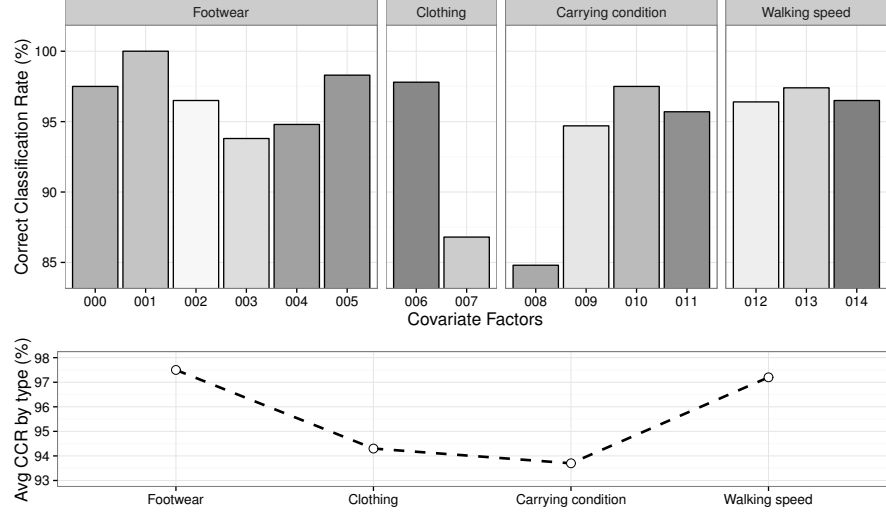 Footwear Clothing Carrying condition Walking speed
Correct Classification Rate (%)
100
95
90
85
000 001 002 003 004 005 006 007 008 009 010 011 012 013 014
Covariate Factors
Avg CCR by type (%)
98
97
96
95
94
93
Footwear Clothing Carrying condition Walking speed